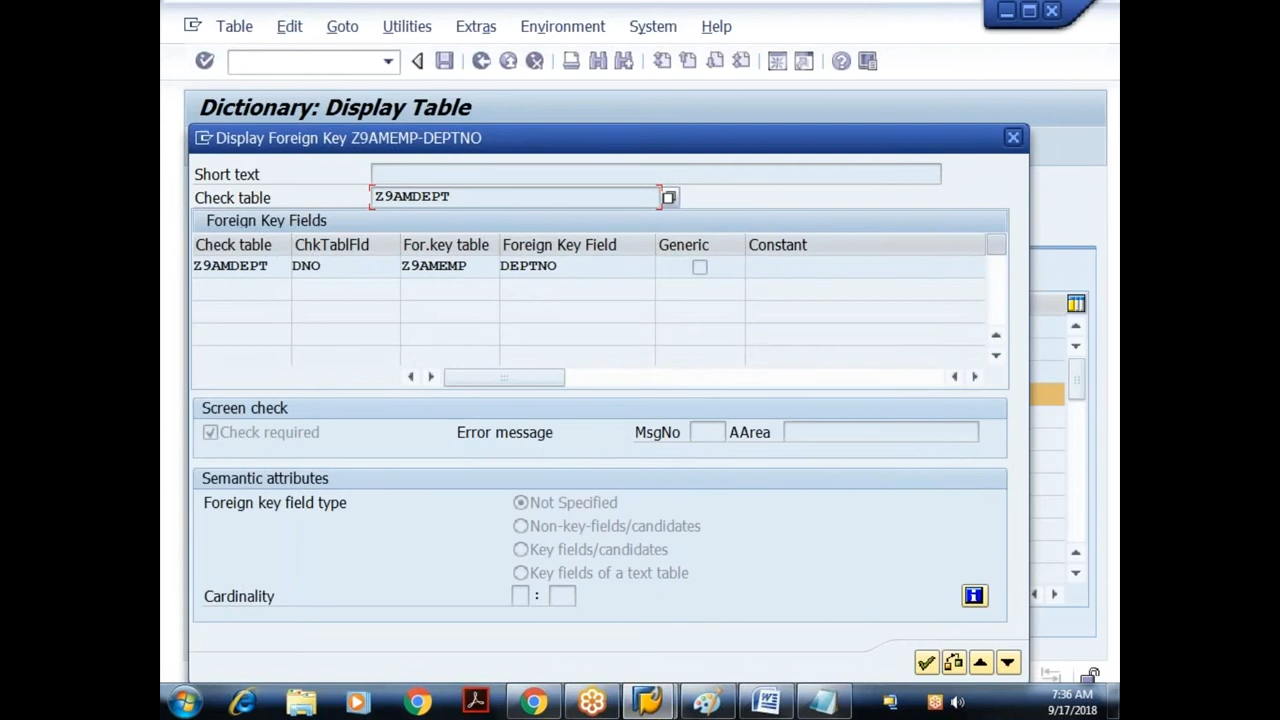 Table Edit Goto Utilities Extras Environment System Help
Dictionary: Display Table
Display Foreign Key Z9AMEMP-DEPTNO
Short text
Check table Z9AMDEPT
Foreign Key Fields
Check table ChkTablFld For.key table Foreign Key Field Generic Constant
Z9AMDEPT DNO Z9AMEMP DEPTNO
Screen check
Check required Error message MsgNo AArea
Semantic attributes
Foreign key field type Not Specified
Non-key-fields/candidates
Key fields/candidates
Key fields of a text table
Cardinality :
7:36 AM
9/17/2018